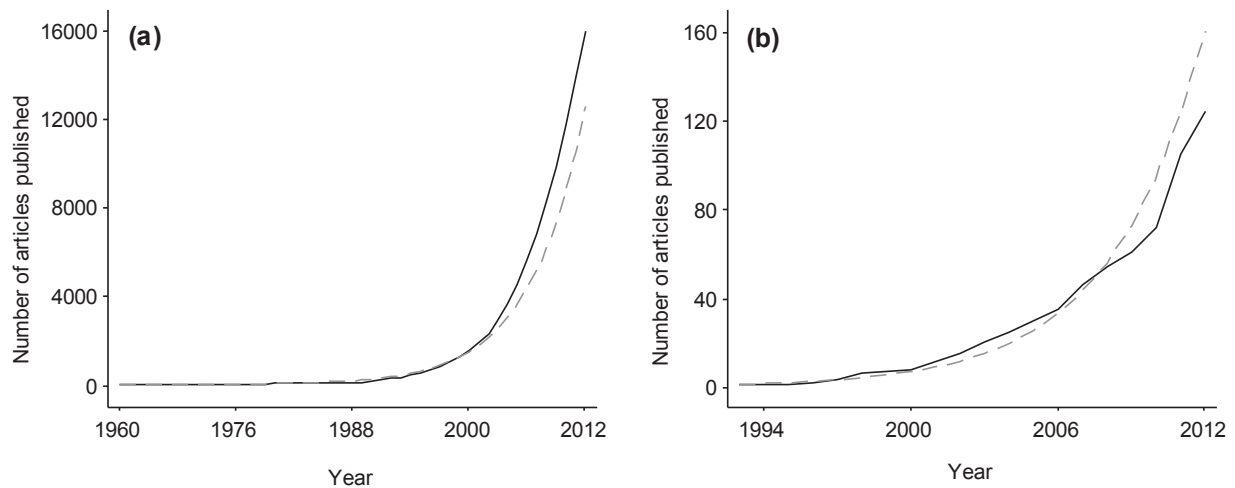 (a)
Number of articles published
16000
12000
8000
4000
0
1960 1976 1988 2000 2012
Year
(b)
Number of articles published
160
120
80
40
0
1994 2000 2006 2012
Year